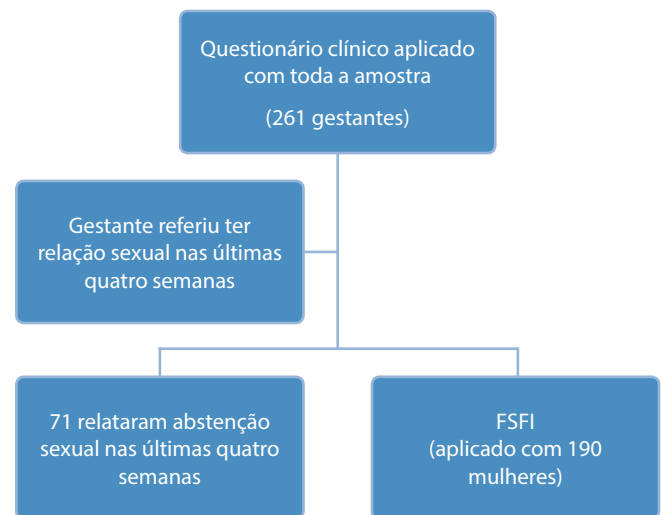 Questionário clínico aplicado
com toda a amostra
(261 gestantes)
Gestante referiu ter
relação sexual nas últimas
quatro semanas
71 relataram abstenção
sexual nas últimas quatro
semanas
FSFI
(aplicado com 190
mulheres)